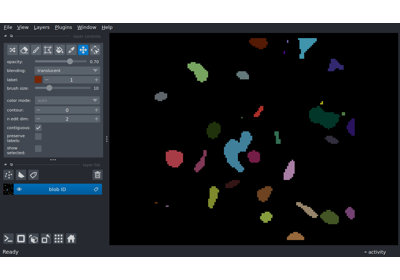 File View Layers Plugins Window Help
opacity: 0.70
blending: translucent
label: 1
brush size: 10
color mode: auto
contour: 0
n edit dim: 2
contiguous:
preserve labels:
show selected:
blob ID
Ready
activity